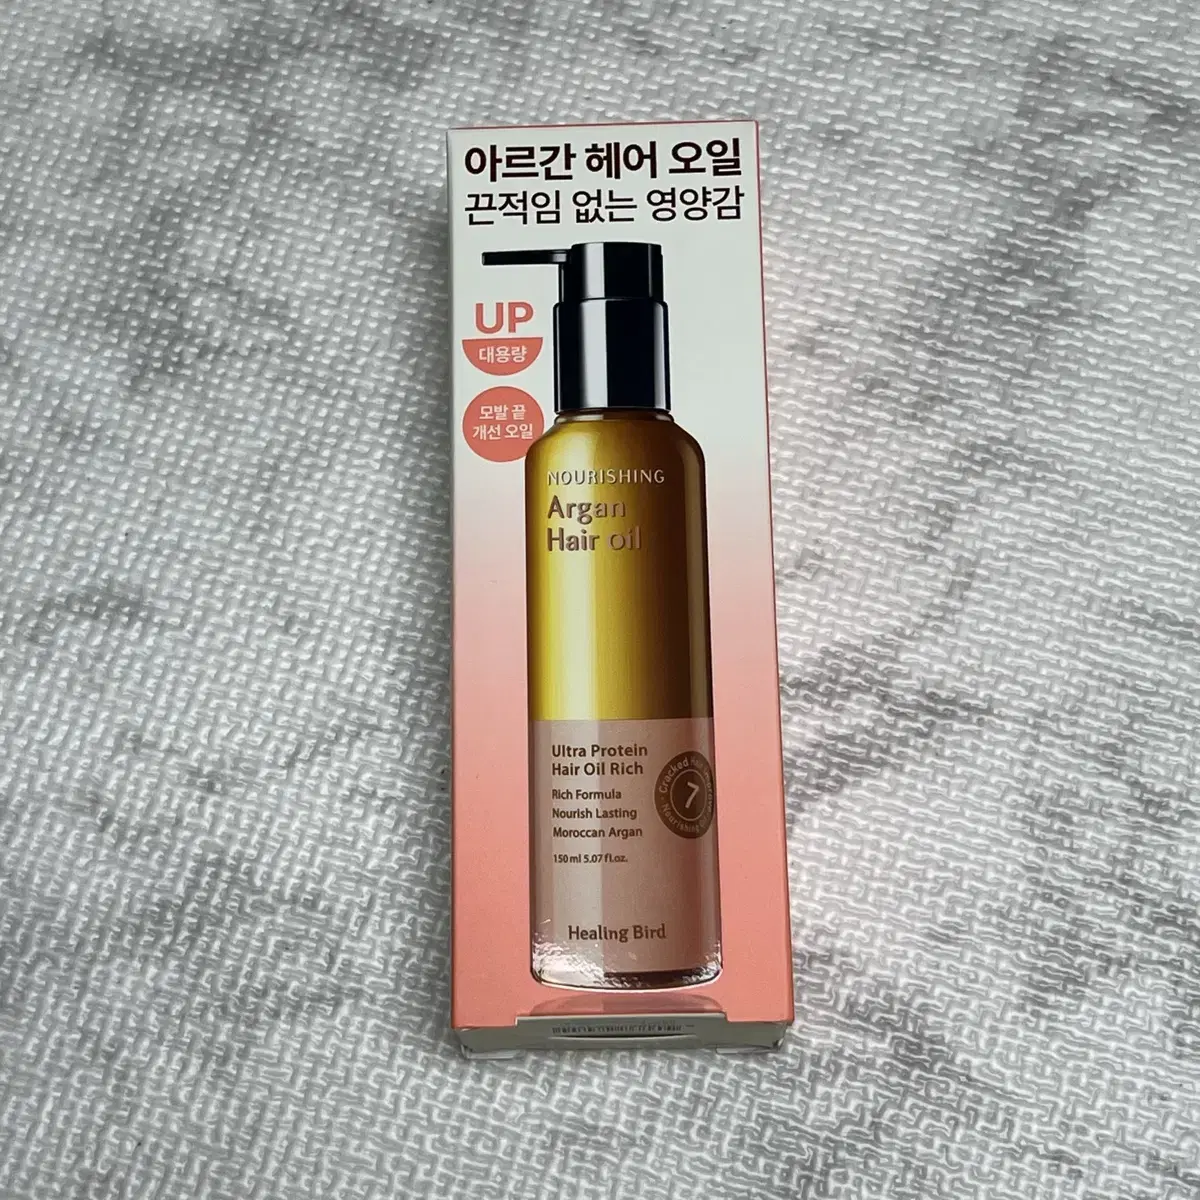 아르간 헤어 오일
끈적임 없는 영양감
UP
대용량
모발 끝
개선 오일
NOURISHING
Argan
Hair oil
Ultra Protein
Hair Oil Rich
Rich Formula
Nourish Lasting
Moroccan Argan
150 ml 5.07 fl.oz.
Cracked
7
Nourishing
Healing Bird